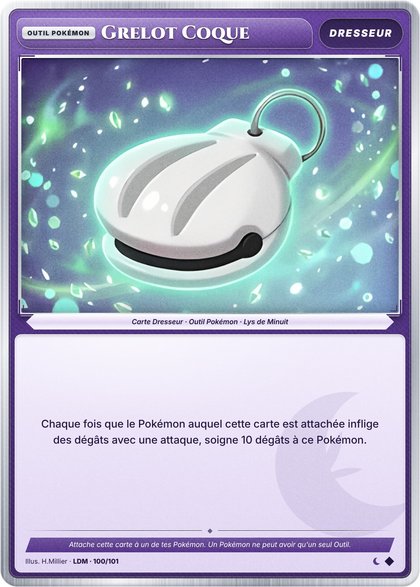 OUTIL POKÉMON Grelot Coque DRESSEUR
Carte Dresseur · Outil Pokémon · Lys de Minuit
Chaque fois que le Pokémon auquel cette carte est attachée inflige
des dégâts avec une attaque, soigne 10 dégâts à ce Pokémon.
Attache cette carte à un de tes Pokémon. Un Pokémon ne peut avoir qu'un seul Outil.
Illus. H.Millier · LDM · 100/101